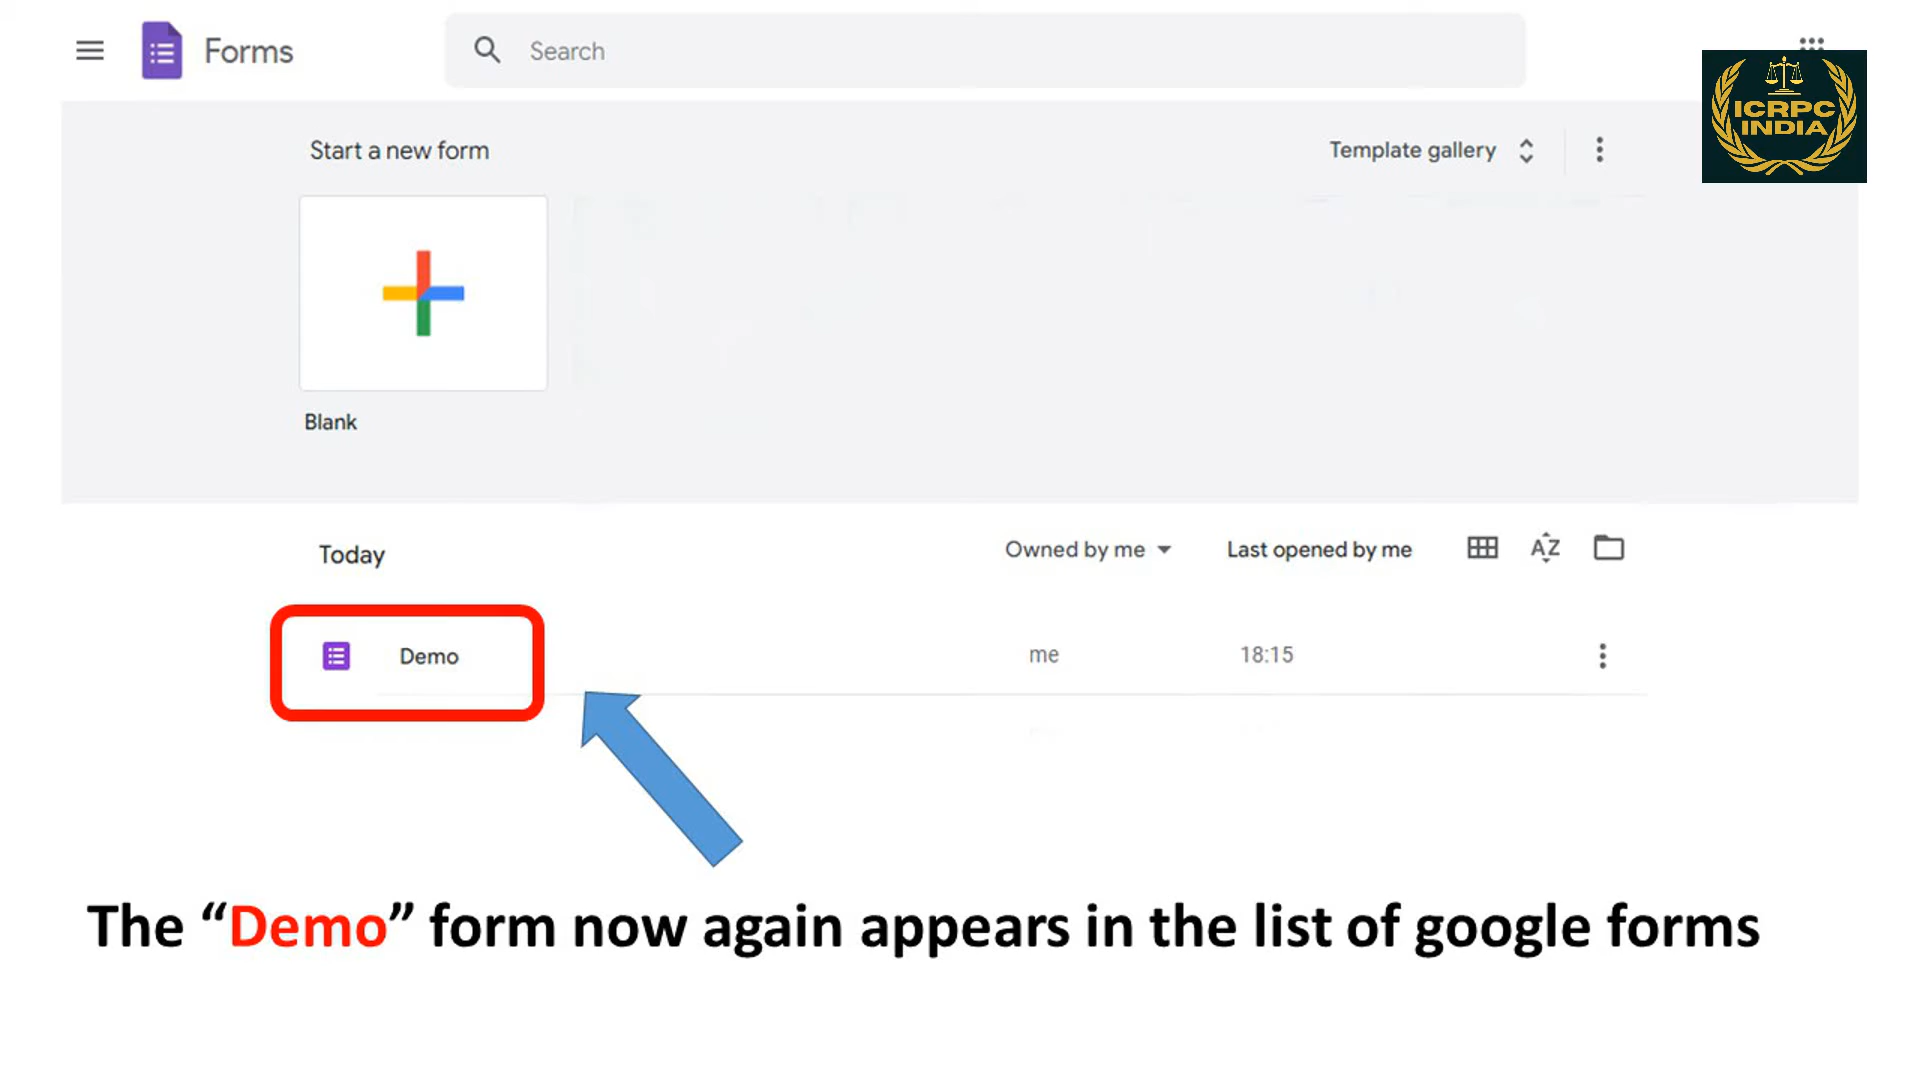 Forms
Search
ICRPC
INDIA
Start a new form
Template gallery
Blank
Today
Owned by me
Last opened by me
AZ
Demo
me
18:15
The “Demo” form now again appears in the list of google forms